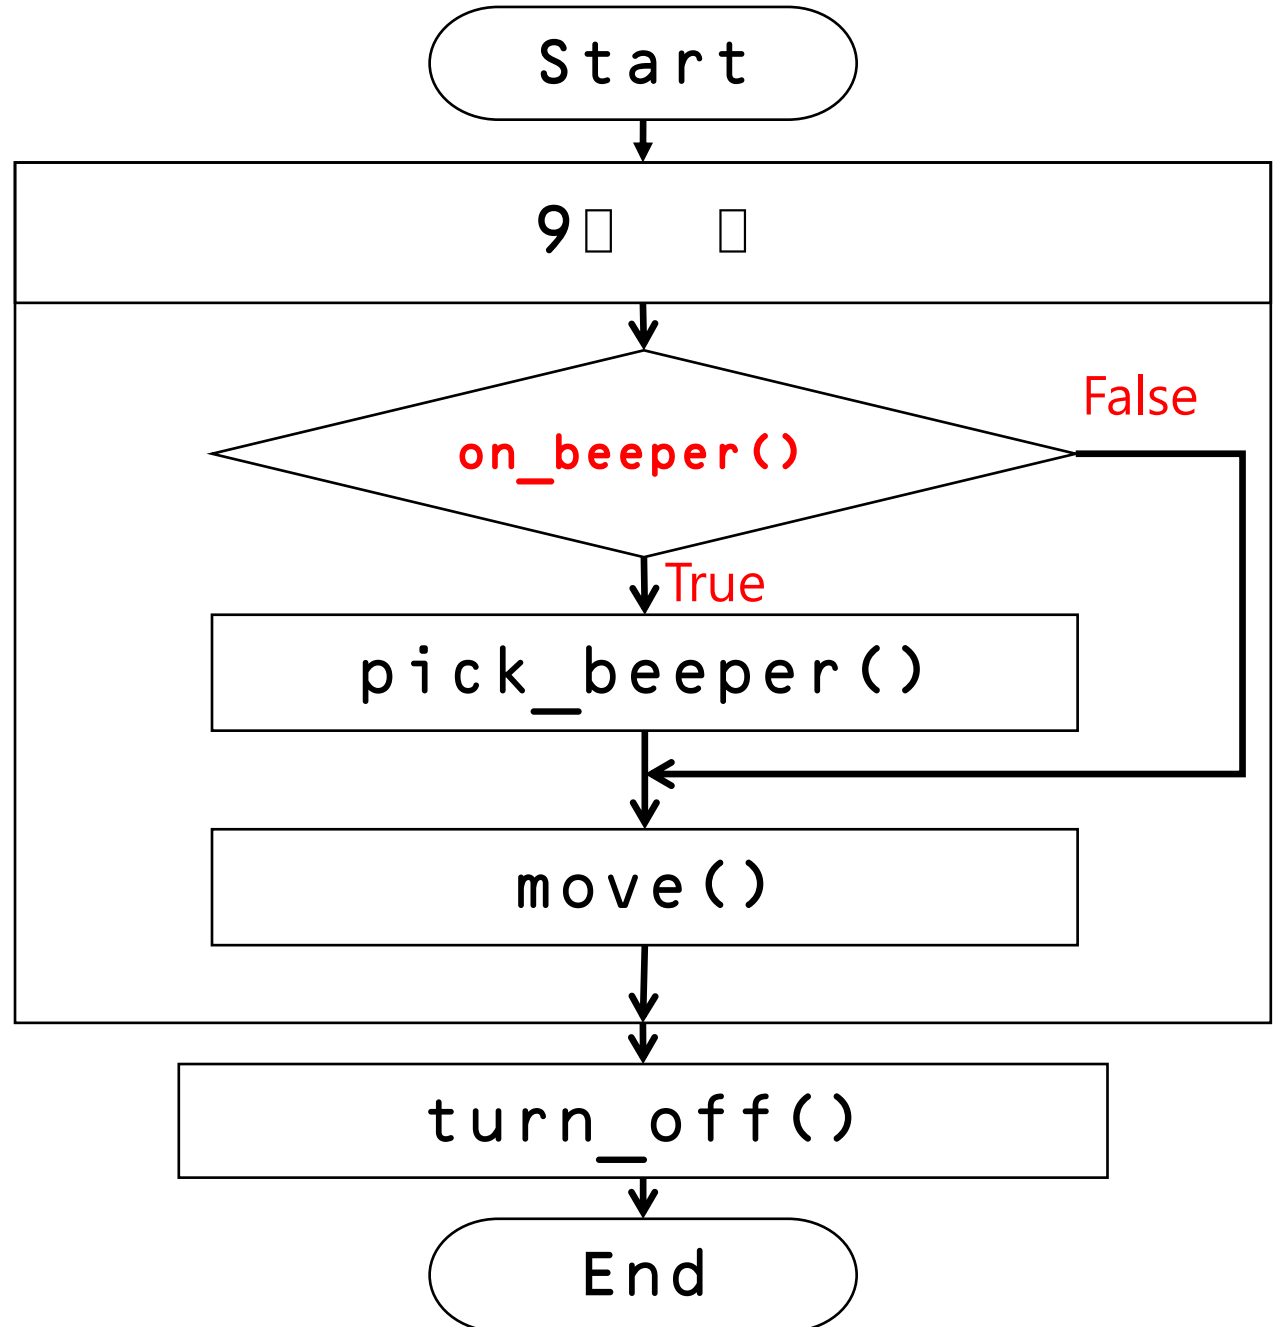 Start
9
on_beeper()
False
True
pick_beeper()
move()
turn_off()
End